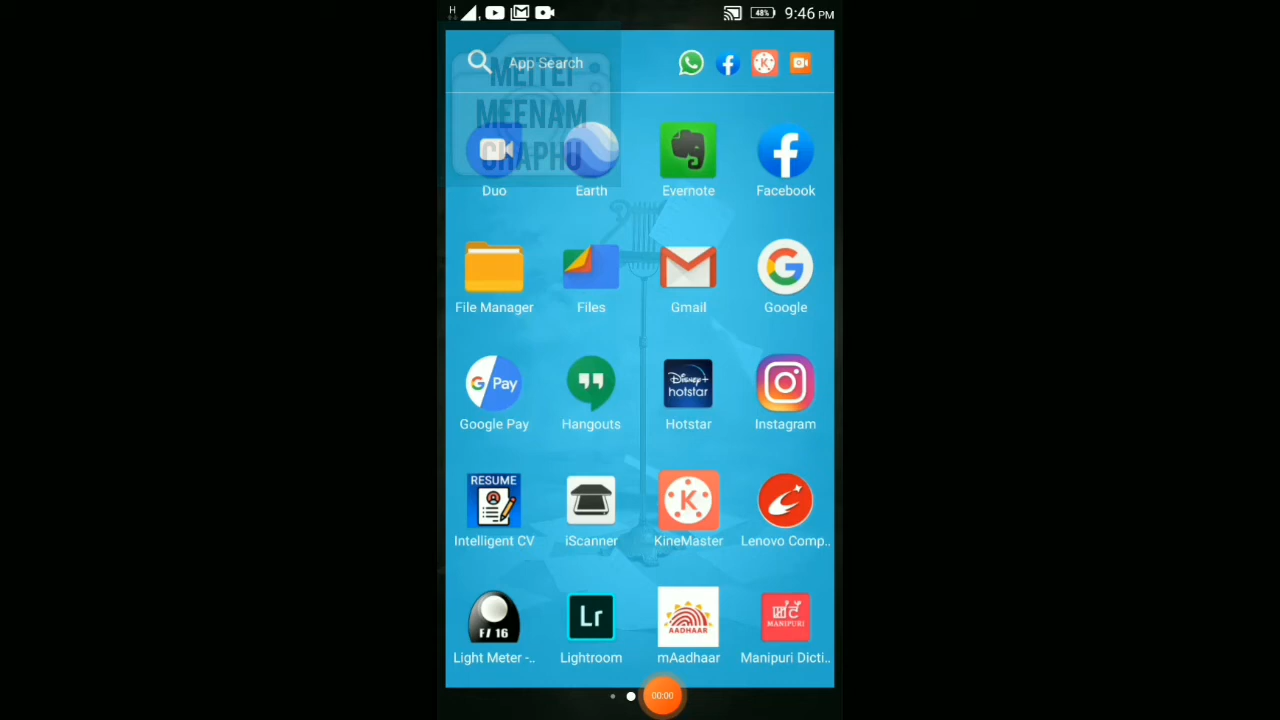 H
48%
9:46 PM
App Search
MEITEI
MEENAM
CHAPHU
Duo
Earth
Evernote
Facebook
File Manager
Files
Gmail
Google
G Pay
Disney+
hotstar
Google Pay
Hangouts
Hotstar
Instagram
RESUME
K
Intelligent CV
iScanner
KineMaster
Lenovo Comp..
F/16
Lr
AADHAAR
MANIPURI
Light Meter -..
Lightroom
mAadhaar
Manipuri Dicti..
00:00